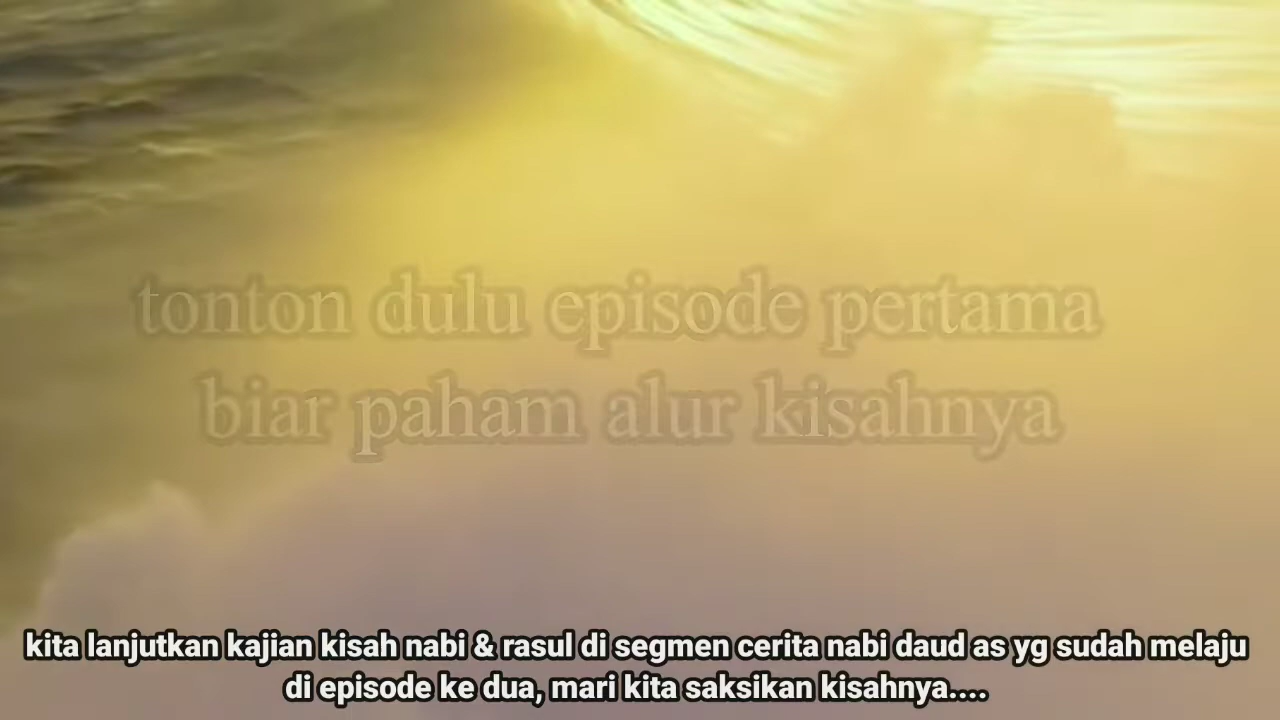 tonton dulu episode pertama
biar paham alur kisahnya
kita lanjutkan kajian kisah nabi & rasul di segmen cerita nabi daud as yg sudah melaju
di episode ke dua, mari kita saksikan kisahnya....